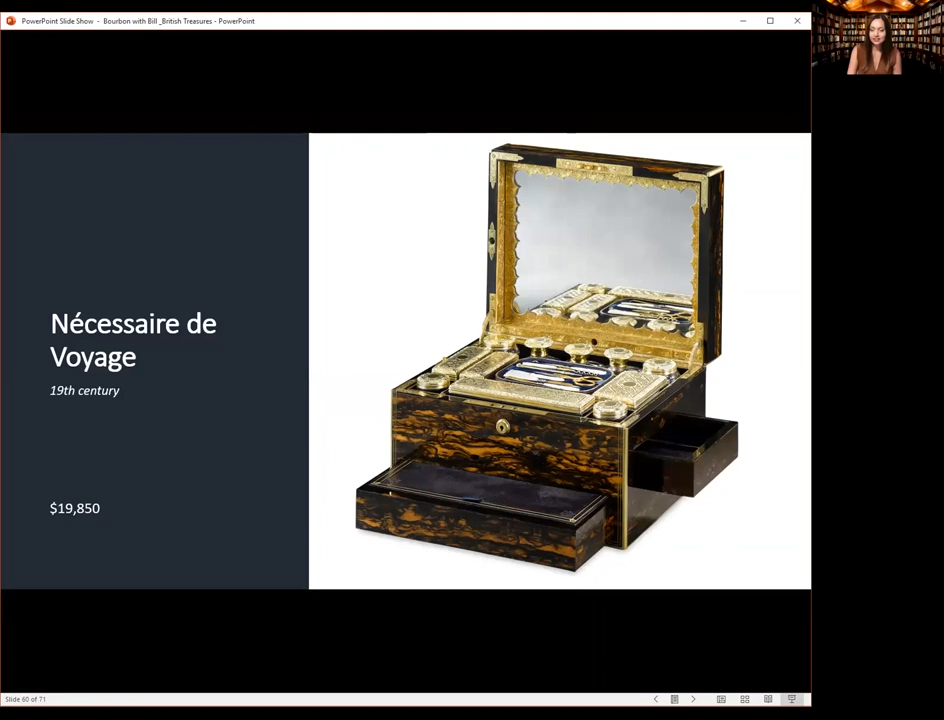 PowerPoint Slide Show - Bourbon with Bill _British Treasures - PowerPoint
Nécessaire de
Voyage
19th century
$19,850
Slide 60 of 71